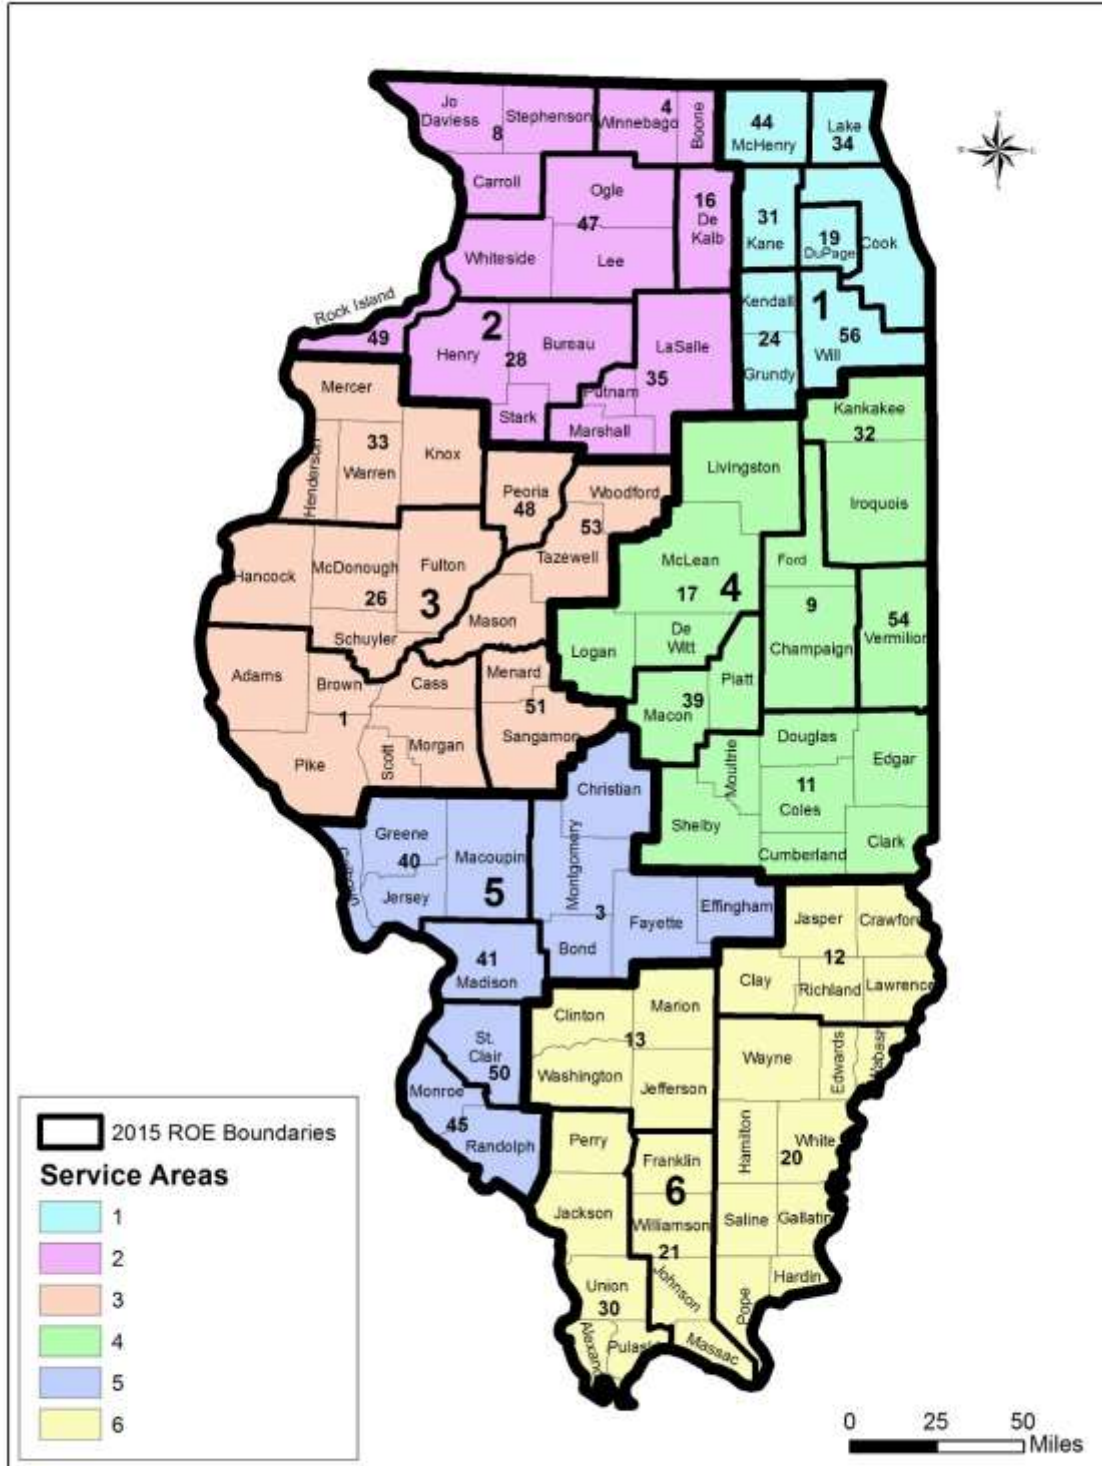 Jo
Daviess
Stephenson
8
4
Winnebago
Boone
44
McHenry
Lake
34
Carroll
Ogle
47
16
De
Kalb
31
Kane
19
DuPage
Cook
Whiteside
Lee
Rock Island
49
2
Henry
28
Bureau
LaSalle
35
Putnam
Stark
Marshall
Kendall
24
Grundy
1
56
Will
Mercer
33
Henderson
Warren
Knox
Peoria
48
Woodford
53
Tazewell
Livingston
Kankakee
32
Iroquois
Hancock
McDonough
26
Fulton
3
Schuyler
Mason
McLean
17
4
Ford
9
Champaign
54
Vermilion
Logan
De
Witt
Piatt
39
Macon
Adams
Brown
Cass
1
Menard
51
Sangamon
Pike
Scott
Morgan
Douglas
Edgar
Moultrie
11
Coles
Shelby
Cumberland
Clark
Christian
Greene
40
Macoupin
Jersey
5
Montgomery
3
Bond
Fayette
Effingham
41
Madison
Jasper
Crawford
12
Clay
Richland
Lawrence
St.
Clair
50
Clinton
Marion
13
Washington
Jefferson
Wayne
Edwards
Wabash
Monroe
45
Randolph
Perry
Franklin
6
Hamilton
White
20
Jackson
Williamson
21
Saline
Gallatin
Union
30
Johnson
Pope
Hardin
Pulaski
Massac
2015 ROE Boundaries
Service Areas
1
2
3
4
5
6
0 25 50
Miles